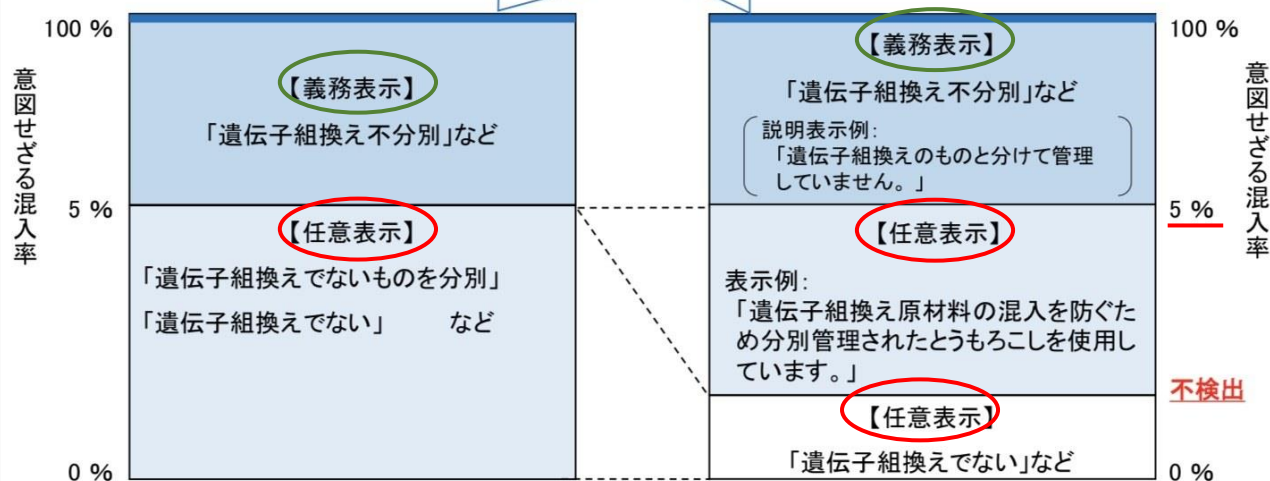 100 %
意図せざる混入率
5 %
0 %
【義務表示】
「遺伝子組換え不分別」など
【任意表示】
「遺伝子組換えでないものを分別」
「遺伝子組換えでない」 など
【義務表示】
「遺伝子組換え不分別」など
説明表示例:
「遺伝子組換えのものと分けて管理
していません。」
【任意表示】
表示例:
「遺伝子組換え原材料の混入を防ぐた
め分別管理されたとうもろこしを使用し
ています。」
【任意表示】
「遺伝子組換えでない」など
100 %
意図せざる混入率
5 %
不検出
0 %